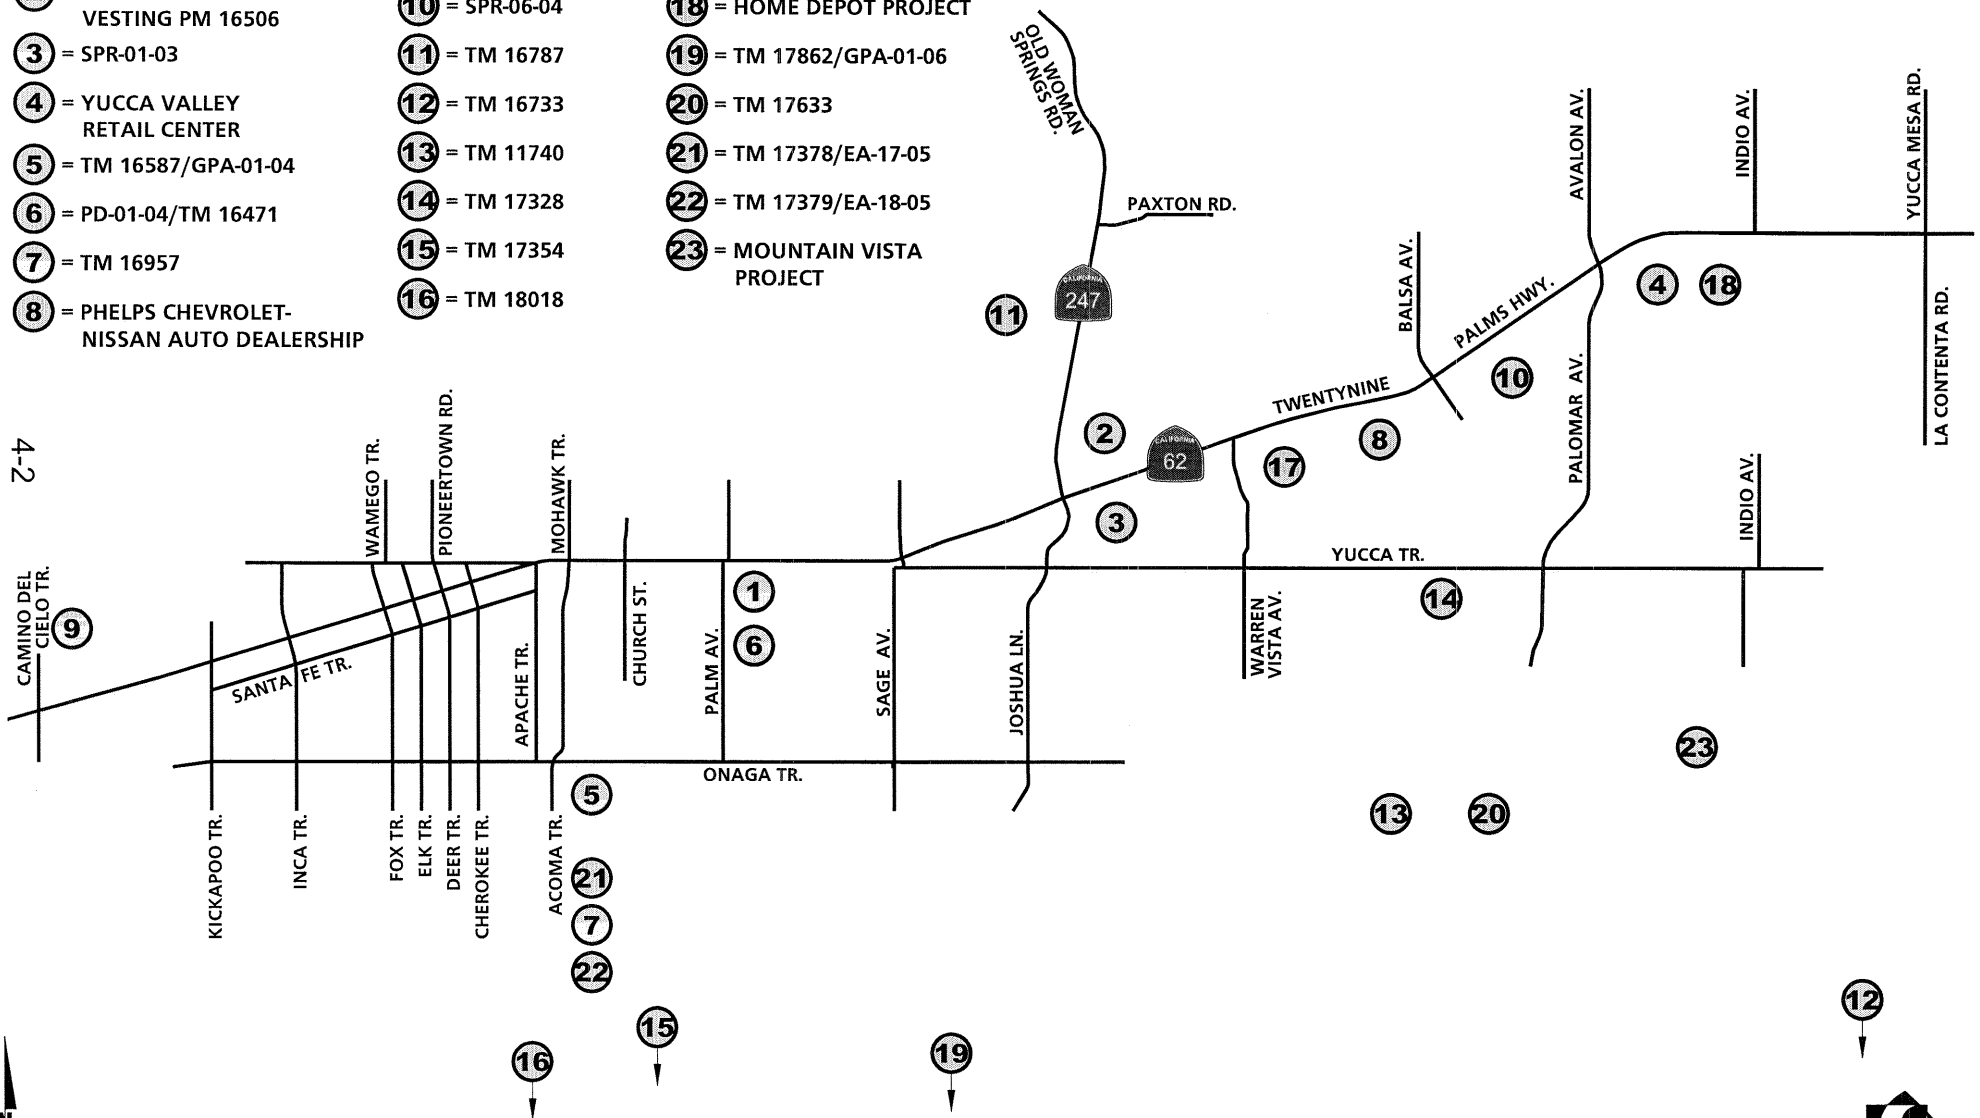 VESTING PM 16506
3 = SPR-01-03
4 = YUCCA VALLEY
RETAIL CENTER
5 = TM 16587/GPA-01-04
6 = PD-01-04/TM 16471
7 = TM 16957
8 = PHELPS CHEVROLET-
NISSAN AUTO DEALERSHIP
10 = SPR-06-04
11 = TM 16787
12 = TM 16733
13 = TM 11740
14 = TM 17328
15 = TM 17354
16 = TM 18018
18 = HOME DEPOT PROJECT
19 = TM 17862/GPA-01-06
20 = TM 17633
21 = TM 17378/EA-17-05
22 = TM 17379/EA-18-05
23 = MOUNTAIN VISTA
PROJECT
OLD WOMAN
SPRINGS RD.
PAXTON RD.
AVALON AV.
INDIO AV.
YUCCA MESA RD.
BALSA AV.
PALMS HWY.
4
18
CALIFORNIA
247
11
LA CONTENTA RD.
10
PALOMAR AV.
TWENTYNINE
8
17
2
CALIFORNIA
62
3
4-2
WAMEGO TR.
PIONEERTOWN RD.
MOHAWK TR.
INDIO AV.
YUCCA TR.
CAMINO DEL
CIELO TR.
9
1
6
14
CHURCH ST.
PALM AV.
SAGE AV.
JOSHUA LN.
WARREN
VISTA AV.
SANTA FE TR.
APACHE TR.
ONAGA TR.
23
5
13
20
KICKAPOO TR.
INCA TR.
FOX TR.
ELK TR.
DEER TR.
CHEROKEE TR.
ACOMA TR.
21
7
22
15
16
19
12